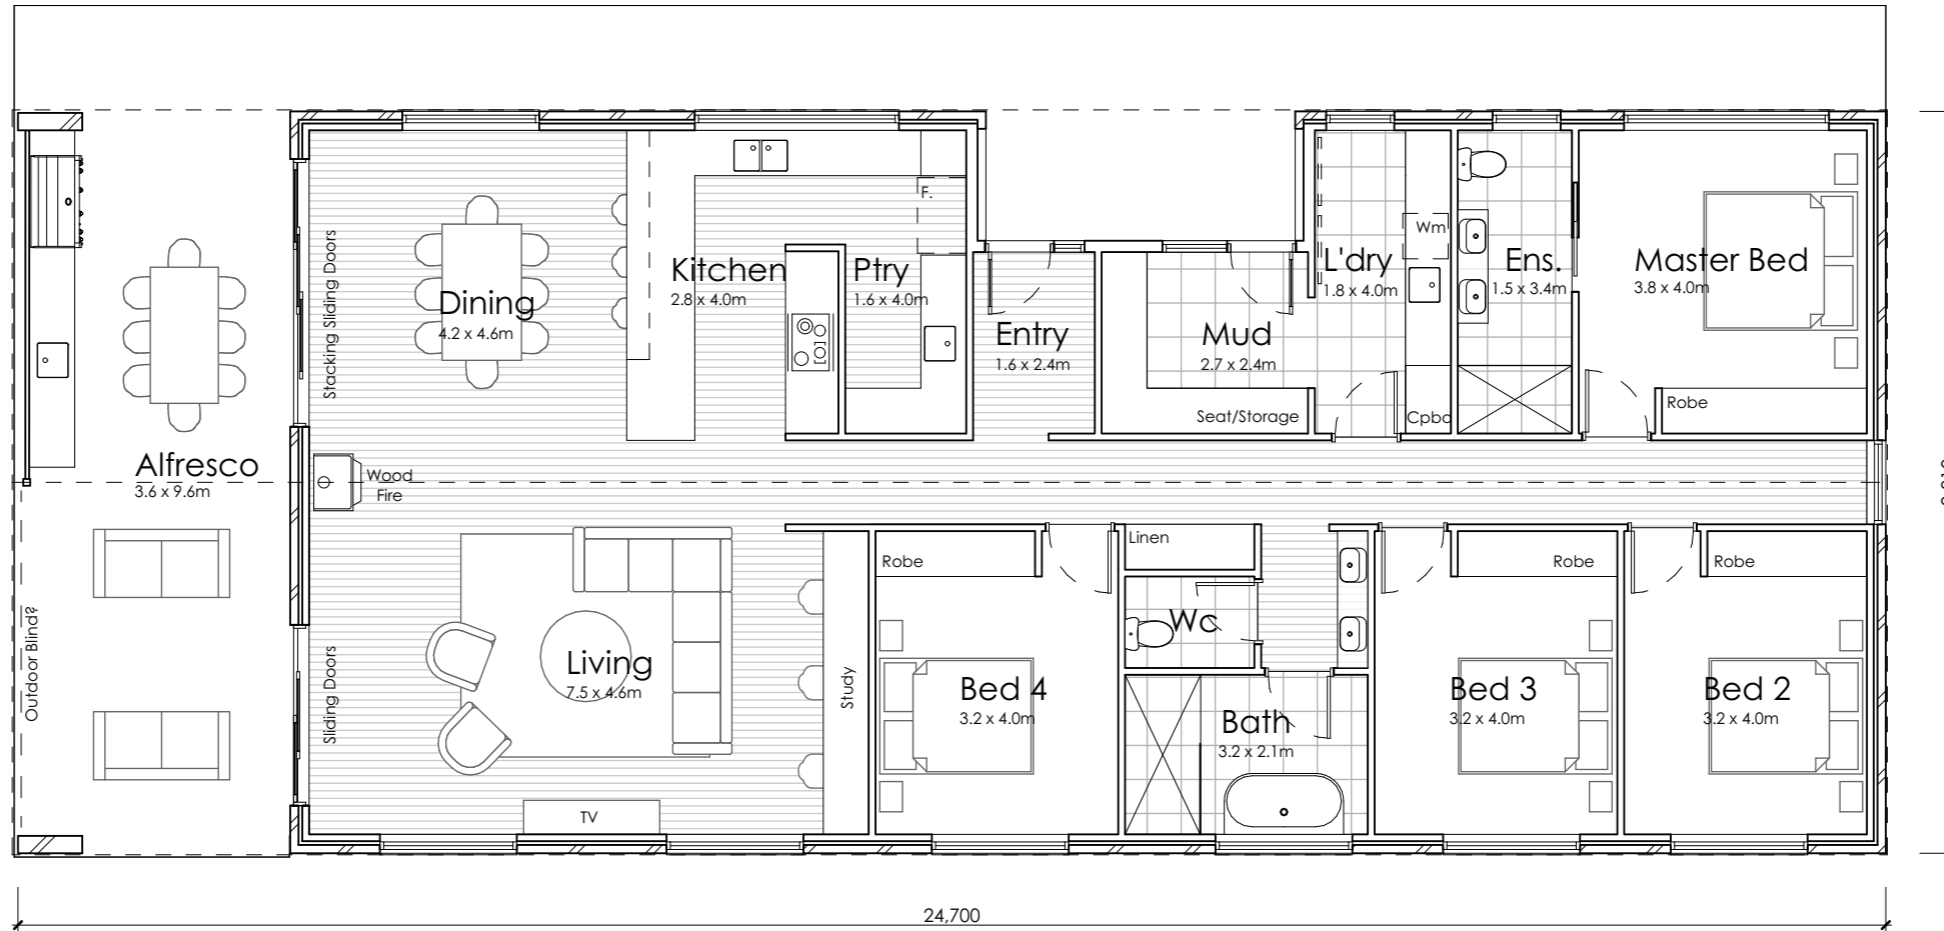 Stacking Sliding Doors
Dining
4.2 x 4.6m
Kitchen
2.8 x 4.0m
F.
Ptry
1.6 x 4.0m
Entry
1.6 x 2.4m
Mud
2.7 x 2.4m
Seat/Storage
L'dry
1.8 x 4.0m
Wm
Cpbd
Ens.
1.5 x 3.4m
Master Bed
3.8 x 4.0m
Robe
Alfresco
3.6 x 9.6m
Wood
Fire
Outdoor Blind?
Sliding Doors
Living
7.5 x 4.6m
TV
Study
Robe
Bed 4
3.2 x 4.0m
Linen
Wc
Bath
3.2 x 2.1m
Robe
Bed 3
3.2 x 4.0m
Robe
Bed 2
3.2 x 4.0m
24,700